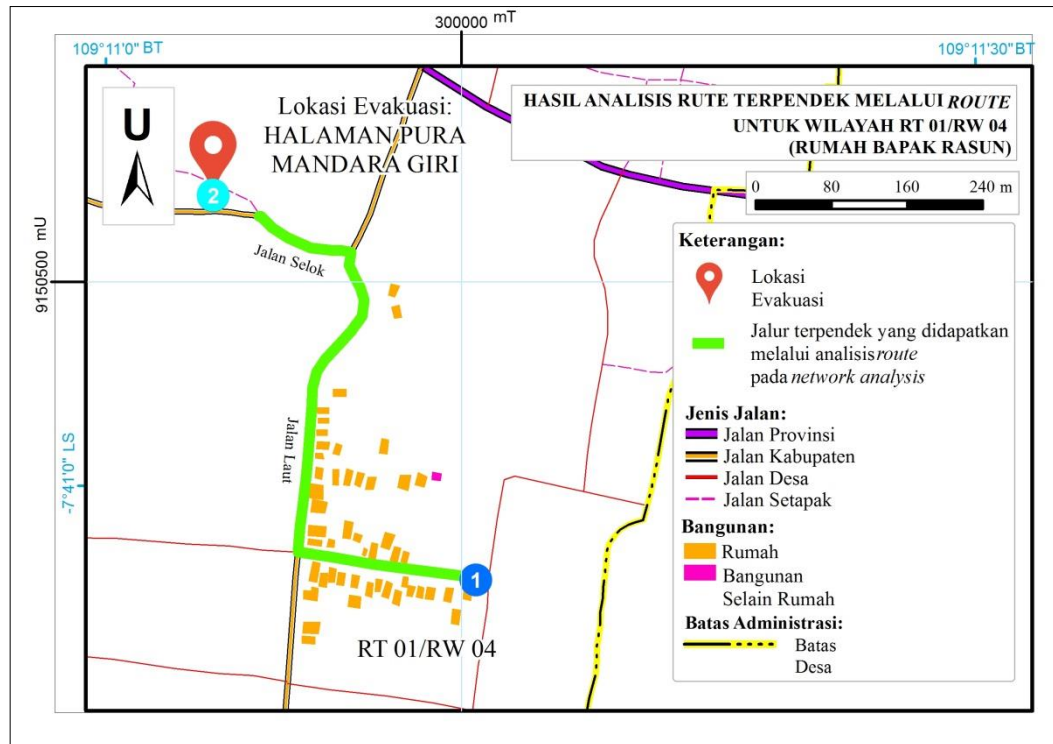 300000 mT
109°11'0" BT
109°11'30" BT
U
Lokasi Evakuasi:
HALAMAN PURA
MANDARA GIRI
HASIL ANALISIS RUTE TERPENDEK MELALUI ROUTE
UNTUK WILAYAH RT 01/RW 04
(RUMAH BAPAK RASUN)
0 80 160 240 m
2
Jalan Selok
9150500 mU
Keterangan:
Lokasi
Evakuasi
Jalur terpendek yang didapatkan
melalui analisis route
pada network analysis
Jalan Laut
-7°41'0" LS
Jenis Jalan:
Jalan Provinsi
Jalan Kabupaten
Jalan Desa
Jalan Setapak
Bangunan:
Rumah
Bangunan
Selain Rumah
Batas Administrasi:
Batas
Desa
1
RT 01/RW 04